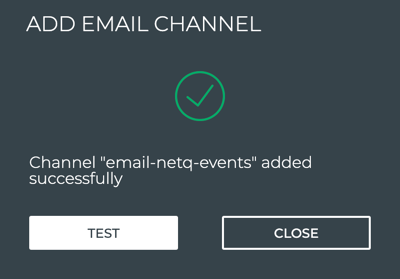 ADD EMAIL CHANNEL
Channel "email-netq-events" added
successfully
TEST
CLOSE